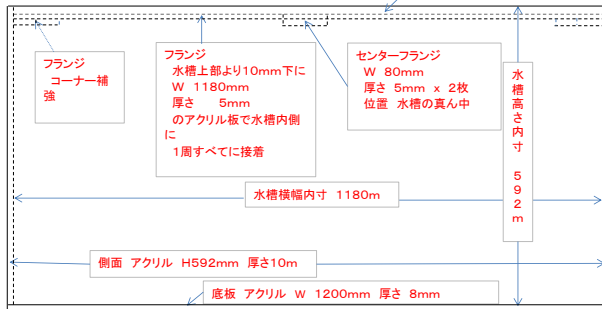 フランジ
コーナー補
強
フランジ
水槽上部より10mm下に
W 1180mm
厚さ 5mm
のアクリル板で水槽内側
に
1周すべてに接着
センターフランジ
W 80mm
厚さ 5mm x 2枚
位置 水槽の真ん中
水槽高さ内寸 592m
水槽横幅内寸 1180m
側面 アクリル H592mm 厚さ10m
底板 アクリル W 1200mm 厚さ 8mm